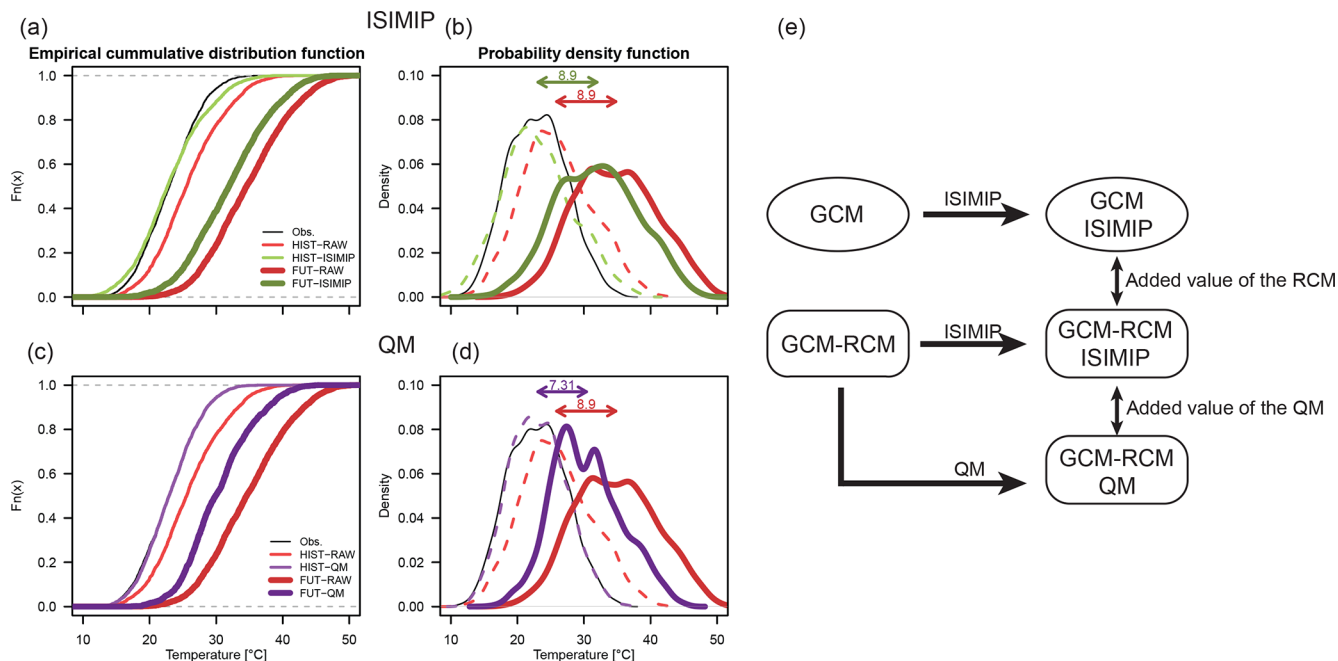 ISIMIP
(a)
Empirical cummulative distribution function
1.0
0.8
0.6
0.4
0.2
0.0
Fn(x)
Obs.
HIST−RAW
HIST−ISIMIP
FUT−RAW
FUT−ISIMIP
(b)
Probability density function
0.10
0.08
0.06
0.04
0.02
0.00
Density
8.9
8.9
QM
(c)
1.0
0.8
0.6
0.4
0.2
0.0
Fn(x)
Obs.
HIST−RAW
HIST−QM
FUT−RAW
FUT−QM
10 20 30 40 50
Temperature [°C]
(d)
0.10
0.08
0.06
0.04
0.02
0.00
Density
7.31
8.9
10 20 30 40 50
Temperature [°C]
(e)
GCM
ISIMIP
GCM
ISIMIP
Added value of the RCM
GCM-RCM
ISIMIP
GCM-RCM
ISIMIP
Added value of the QM
QM
GCM-RCM
QM